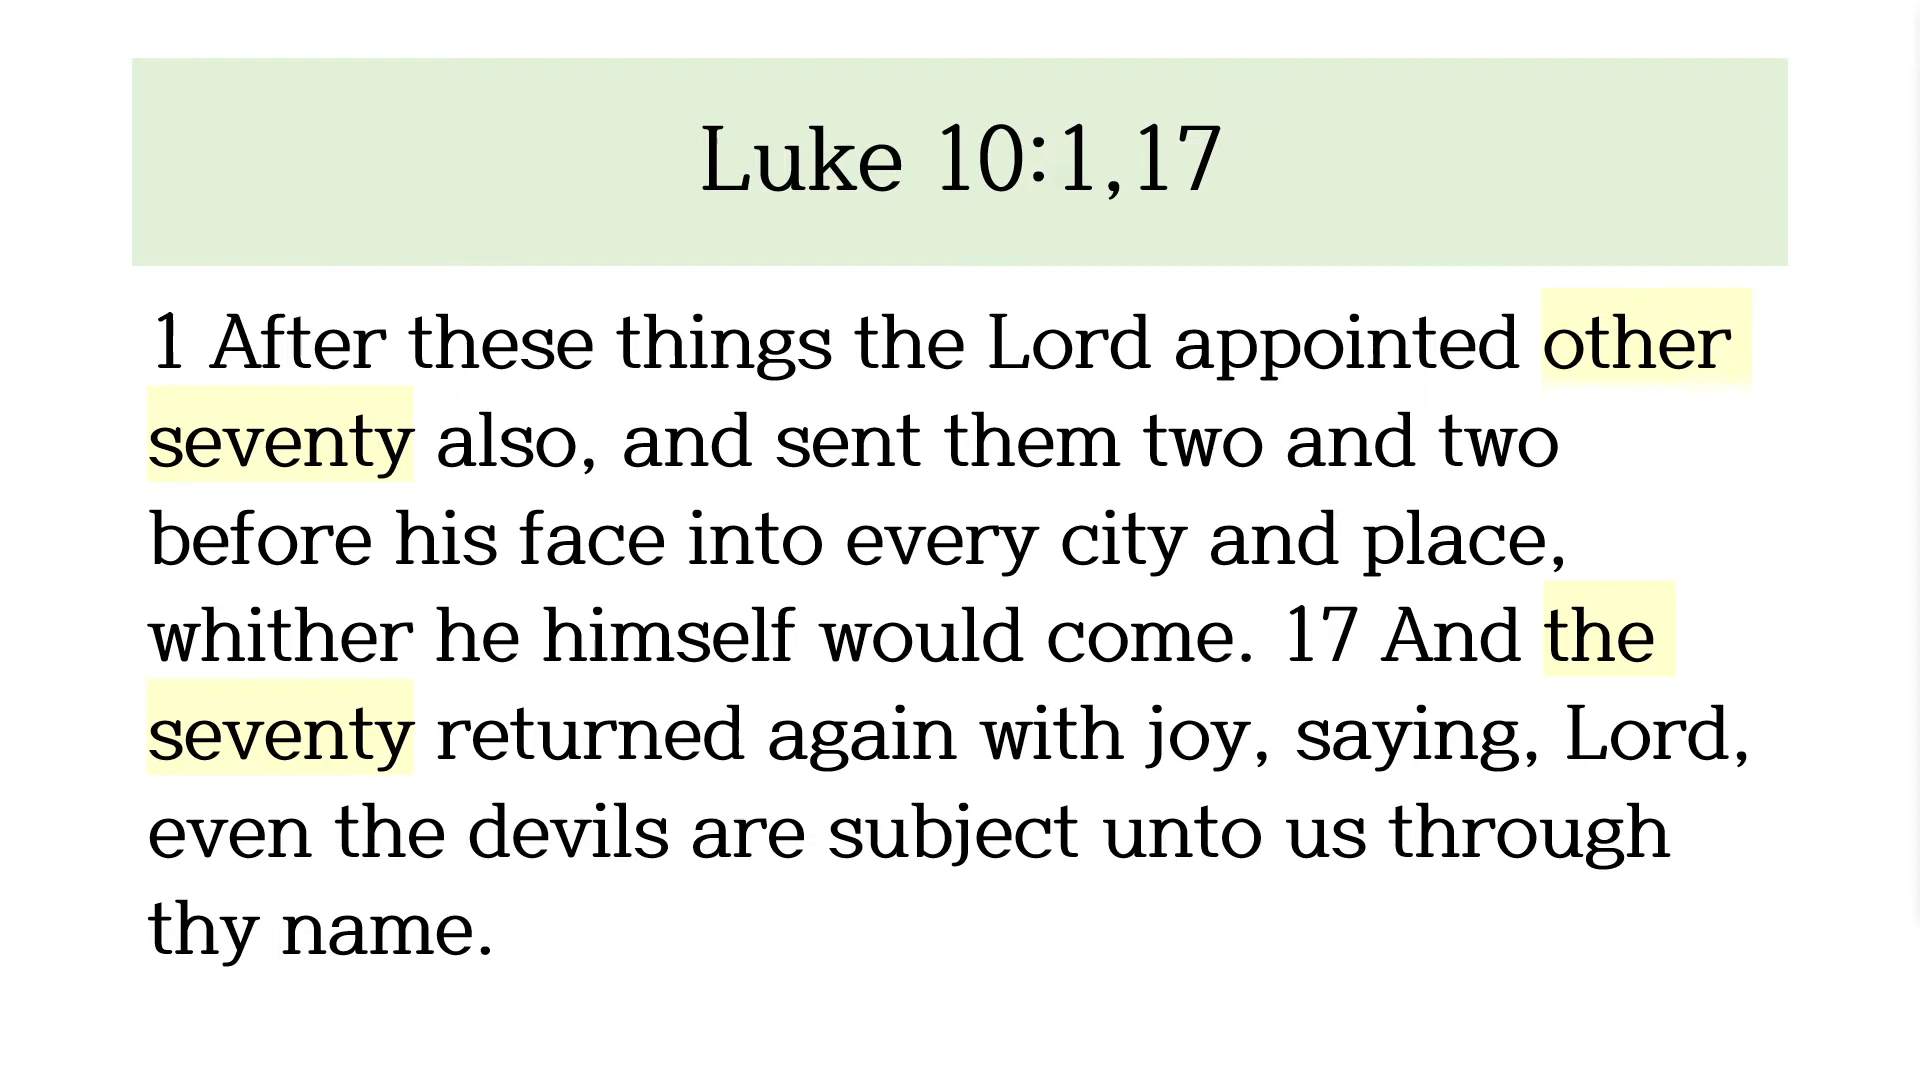 Luke 10:1,17
1 After these things the Lord appointed other
seventy also, and sent them two and two
before his face into every city and place,
whither he himself would come. 17 And the
seventy returned again with joy, saying, Lord,
even the devils are subject unto us through
thy name.